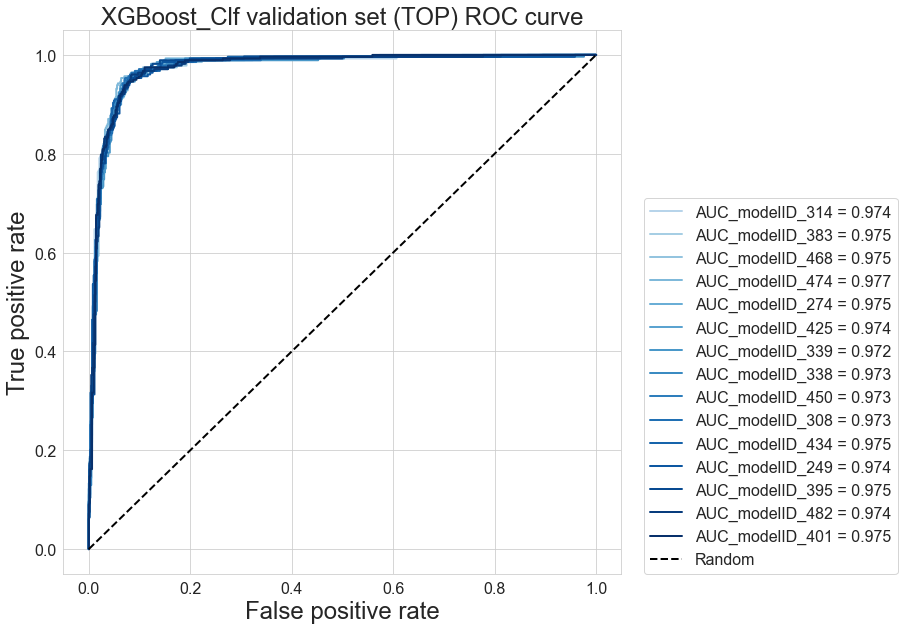 XGBoost_Clf validation set (TOP) ROC curve
True positive rate
1.0
0.8
0.6
0.4
0.2
0.0
0.0 0.2 0.4 0.6 0.8 1.0
False positive rate
AUC_modelID_314 = 0.974
AUC_modelID_383 = 0.975
AUC_modelID_468 = 0.975
AUC_modelID_474 = 0.977
AUC_modelID_274 = 0.975
AUC_modelID_425 = 0.974
AUC_modelID_339 = 0.972
AUC_modelID_338 = 0.973
AUC_modelID_450 = 0.973
AUC_modelID_308 = 0.973
AUC_modelID_434 = 0.975
AUC_modelID_249 = 0.974
AUC_modelID_395 = 0.975
AUC_modelID_482 = 0.974
AUC_modelID_401 = 0.975
Random